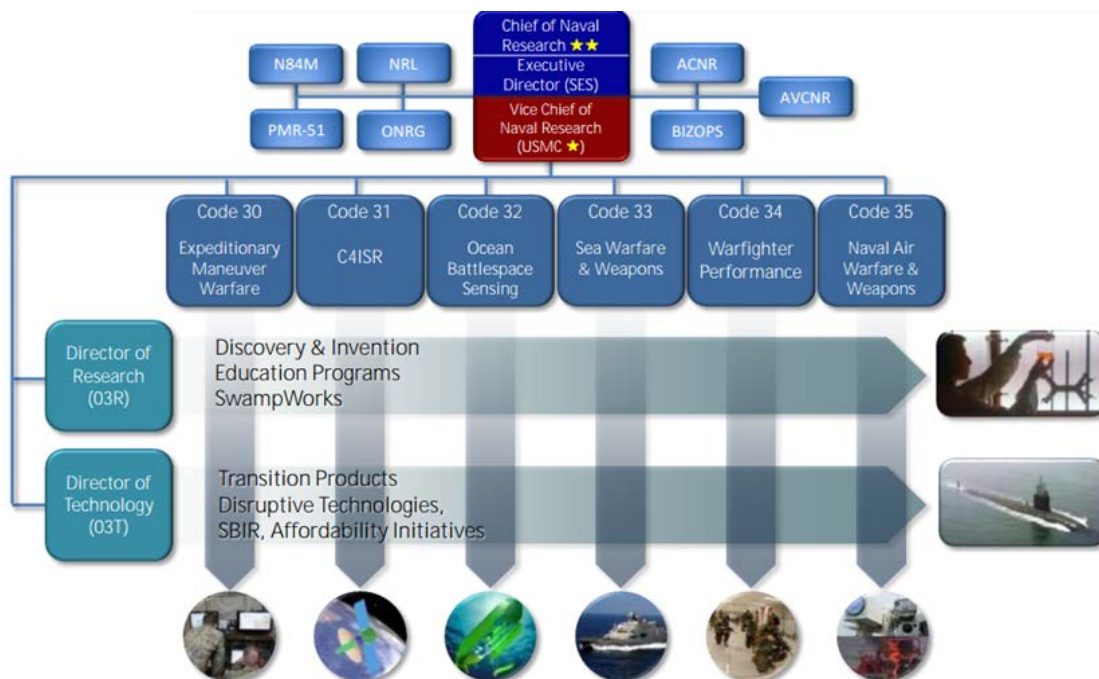 Chief of Naval
Research ★★
Executive
Director (SES)
Vice Chief of
Naval Research
(USMC ★)
N84M
NRL
ACNR
AVCNR
PMR-51
ONRG
BIZOPS
Code 30
Expeditionary
Maneuver
Warfare
Code 31
C4ISR
Code 32
Ocean
Battlespace
Sensing
Code 33
Sea Warfare
& Weapons
Code 34
Warfighter
Performance
Code 35
Naval Air
Warfare &
Weapons
Director of
Research
(03R)
Discovery & Invention
Education Programs
SwampWorks
Director of
Technology
(03T)
Transition Products
Disruptive Technologies,
SBIR, Affordability Initiatives